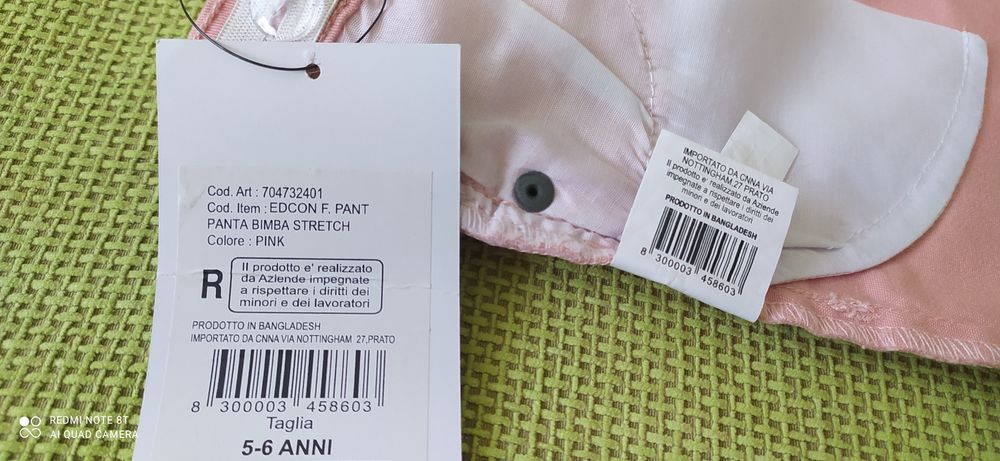 Cod. Art : 704732401
Cod. Item : EDCON F. PANT
PANTA BIMBA STRETCH
Colore : PINK
R
Il prodotto e' realizzato
da Aziende impegnate
a rispettare i diritti dei
minori e dei lavoratori
PRODOTTO IN BANGLADESH
IMPORTATO DA CNNA VIA NOTTINGHAM 27,PRATO
8 300003 458603
Taglia
5-6 ANNI
IMPORTATO DA CNNA VIA
NOTTINGHAM.27 PRATO
Il prodotto e' realizzato da Aziende
impegnate a rispettare i diritti dei
minori e dei lavoratori
PRODOTTO IN BANGLADESH
8 300003 458603
REDMI NOTE 8T
AI QUAD CAMERA